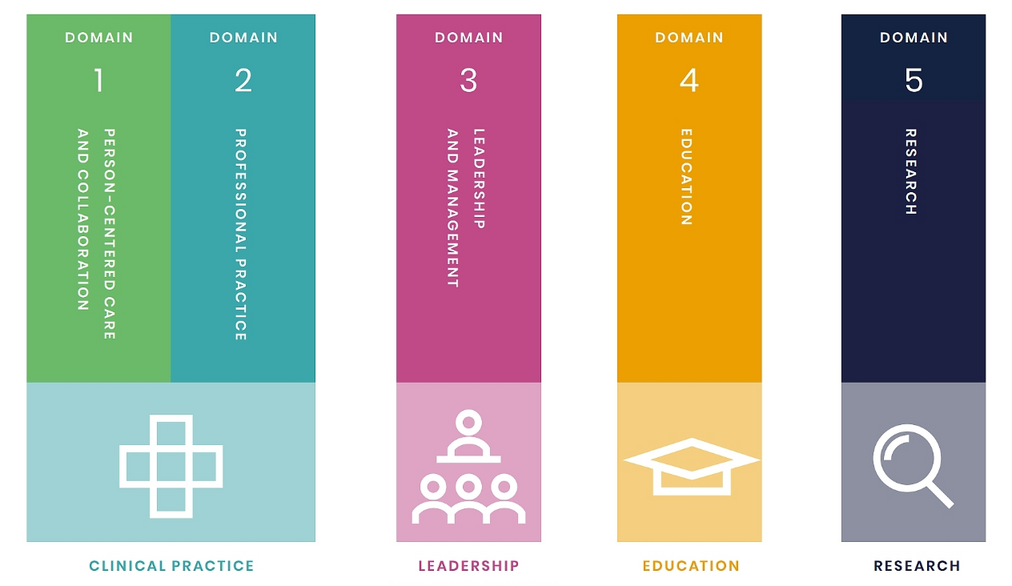 DOMAIN
1
PERSON-CENTERED CARE
AND COLLABORATION
DOMAIN
2
PROFESSIONAL PRACTICE
CLINICAL PRACTICE
DOMAIN
3
LEADERSHIP
AND MANAGEMENT
LEADERSHIP
DOMAIN
4
EDUCATION
EDUCATION
DOMAIN
5
RESEARCH
RESEARCH